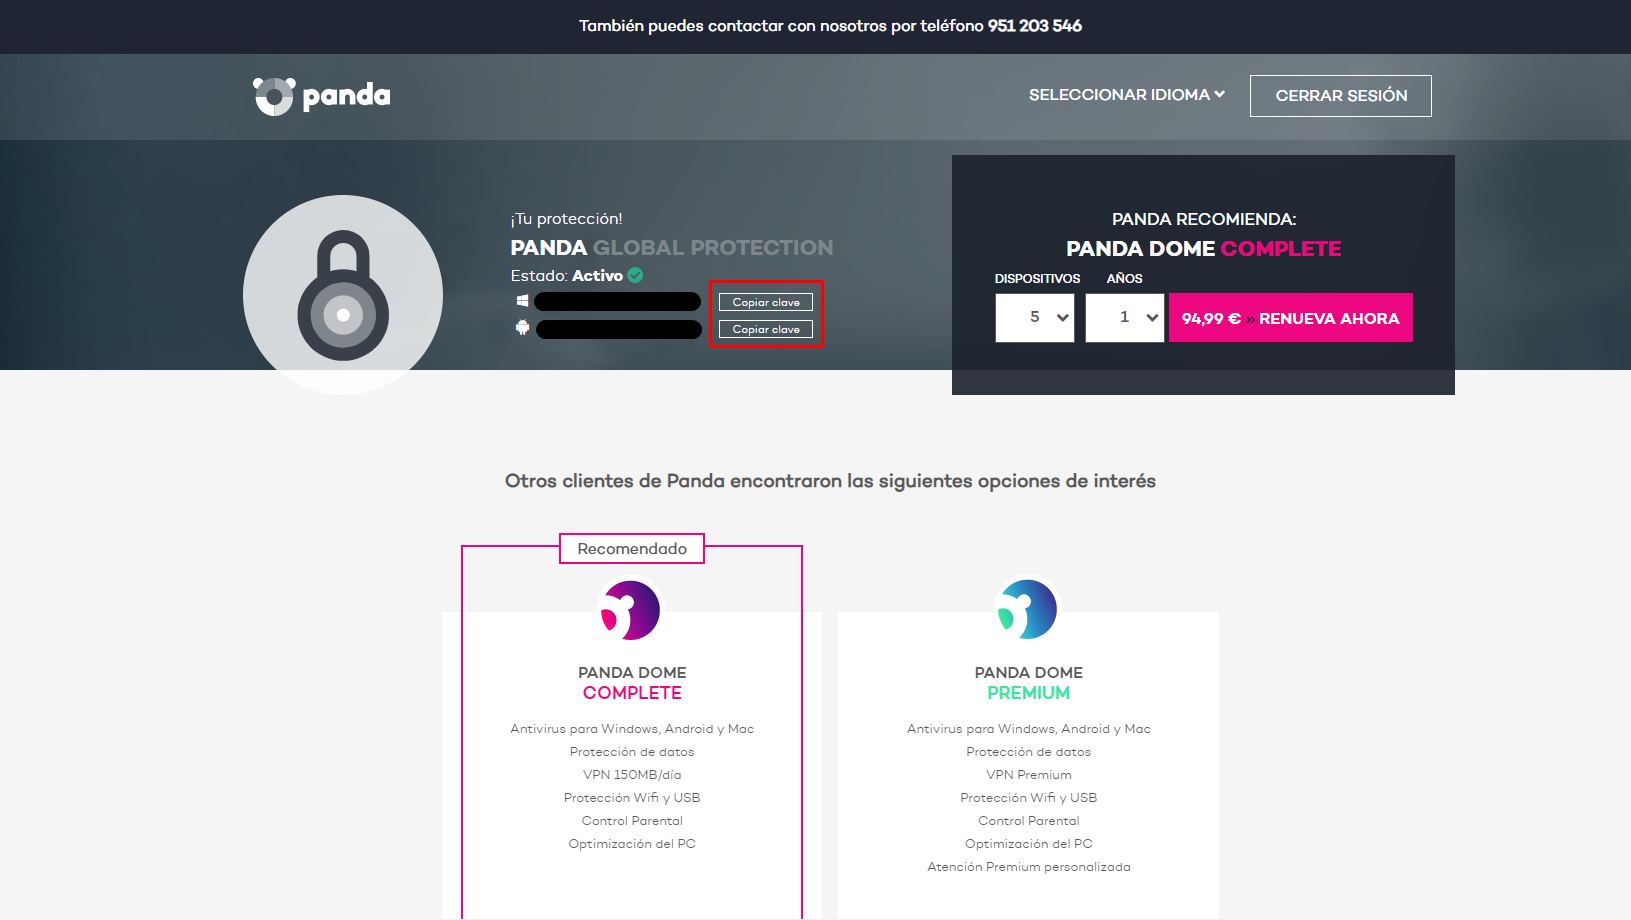 También puedes contactar con nosotros por teléfono 951 203 546
panda
SELECCIONAR IDIOMA
CERRAR SESIÓN
¡Tu protección!
PANDA GLOBAL PROTECTION
Estado: Activo
Copiar clave
Copiar clave
PANDA RECOMIENDA:
PANDA DOME COMPLETE
DISPOSITIVOS AÑOS
5 1 94,99 € » RENUEVA AHORA
Otros clientes de Panda encontraron las siguientes opciones de interés
Recomendado
PANDA DOME
COMPLETE
Antivirus para Windows, Android y Mac
Protección de datos
VPN 150MB/día
Protección Wifi y USB
Control Parental
Optimización del PC
PANDA DOME
PREMIUM
Antivirus para Windows, Android y Mac
Protección de datos
VPN Premium
Protección Wifi y USB
Control Parental
Optimización del PC
Atención Premium personalizada